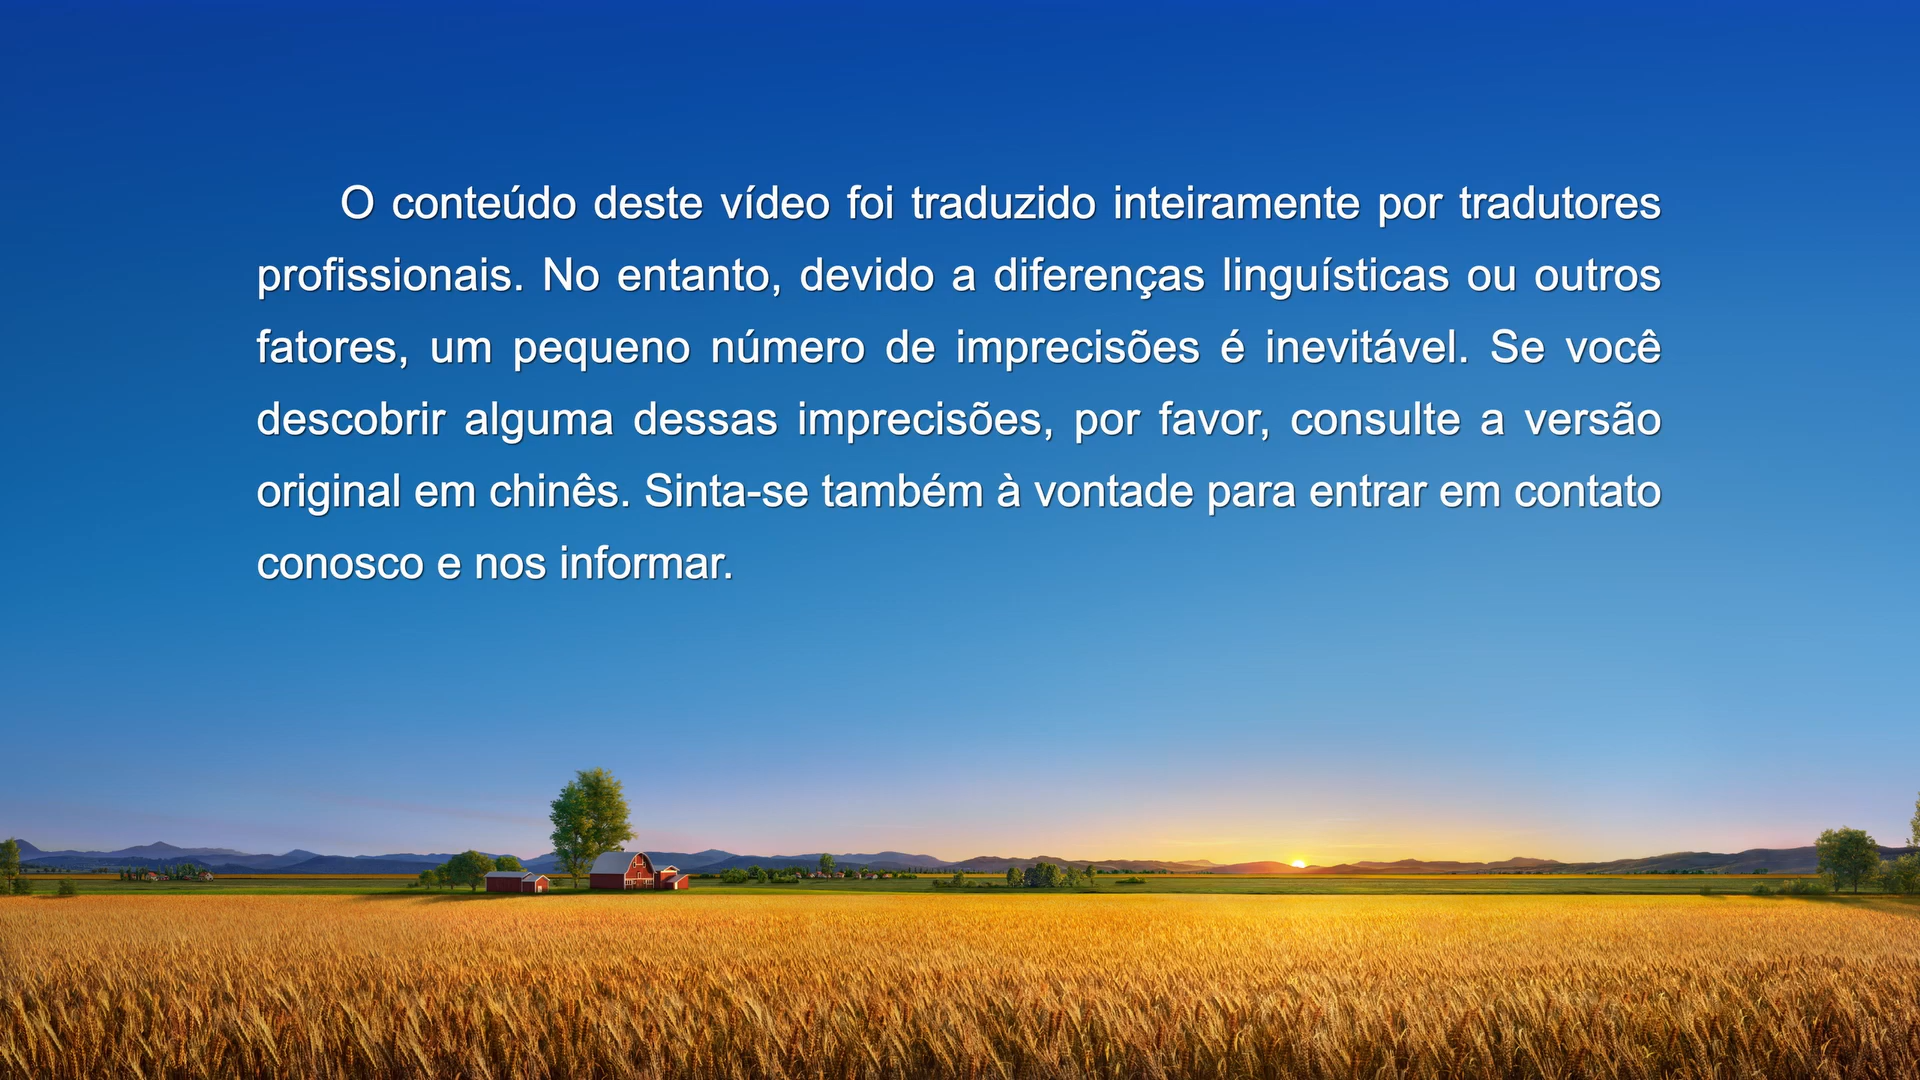 O conteúdo deste vídeo foi traduzido inteiramente por tradutores
profissionais. No entanto, devido a diferenças linguísticas ou outros
fatores, um pequeno número de imprecisões é inevitável. Se você
descobrir alguma dessas imprecisões, por favor, consulte a versão
original em chinês. Sinta-se também à vontade para entrar em contato
conosco e nos informar.